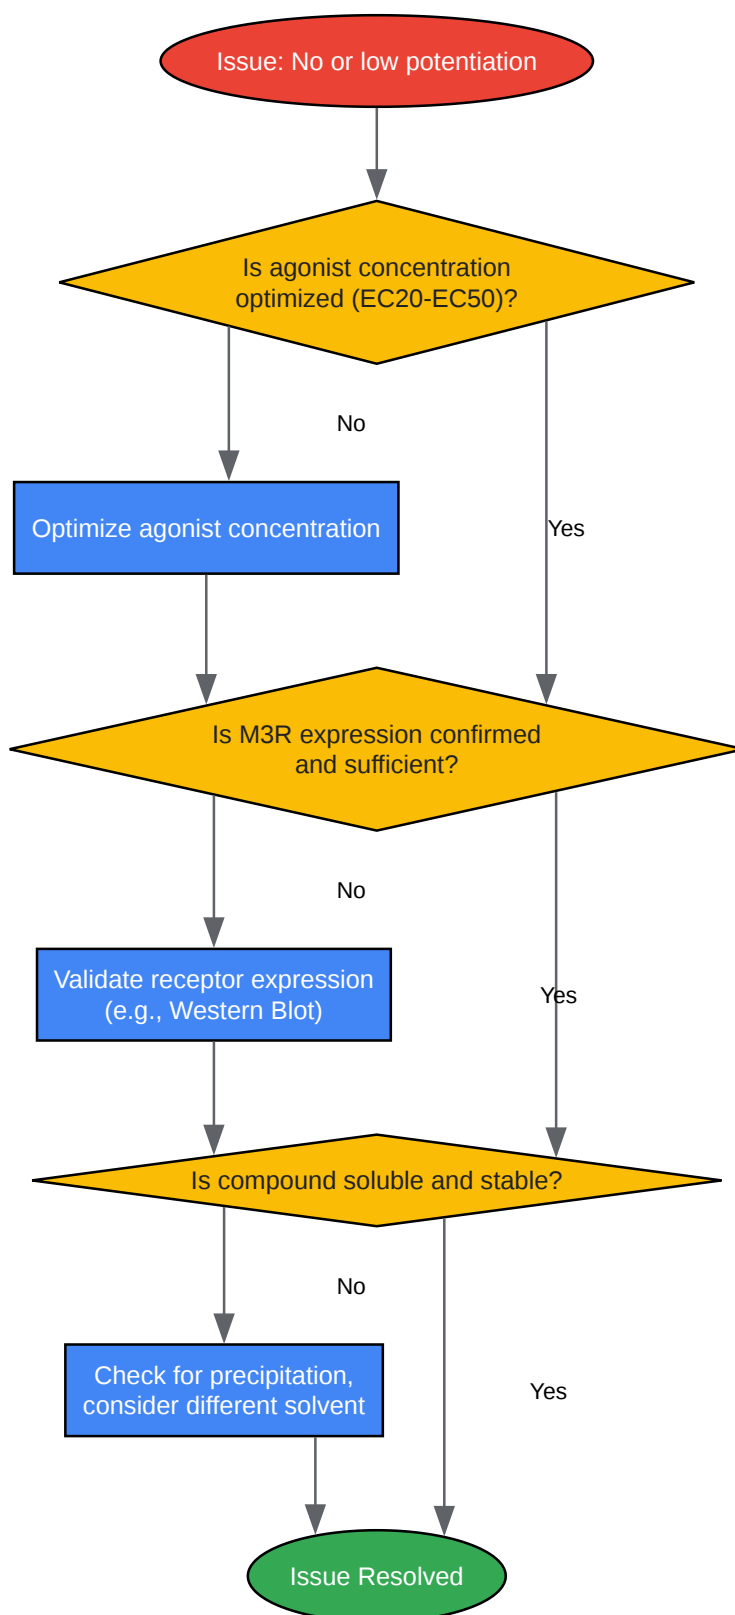 Issue: No or low potentiation
Is agonist concentration
optimized (EC20-EC50)?
No
Optimize agonist concentration
Yes
Is M3R expression confirmed
and sufficient?
No
Validate receptor expression
(e.g., Western Blot)
Yes
Is compound soluble and stable?
No
Check for precipitation,
consider different solvent
Yes
Issue Resolved